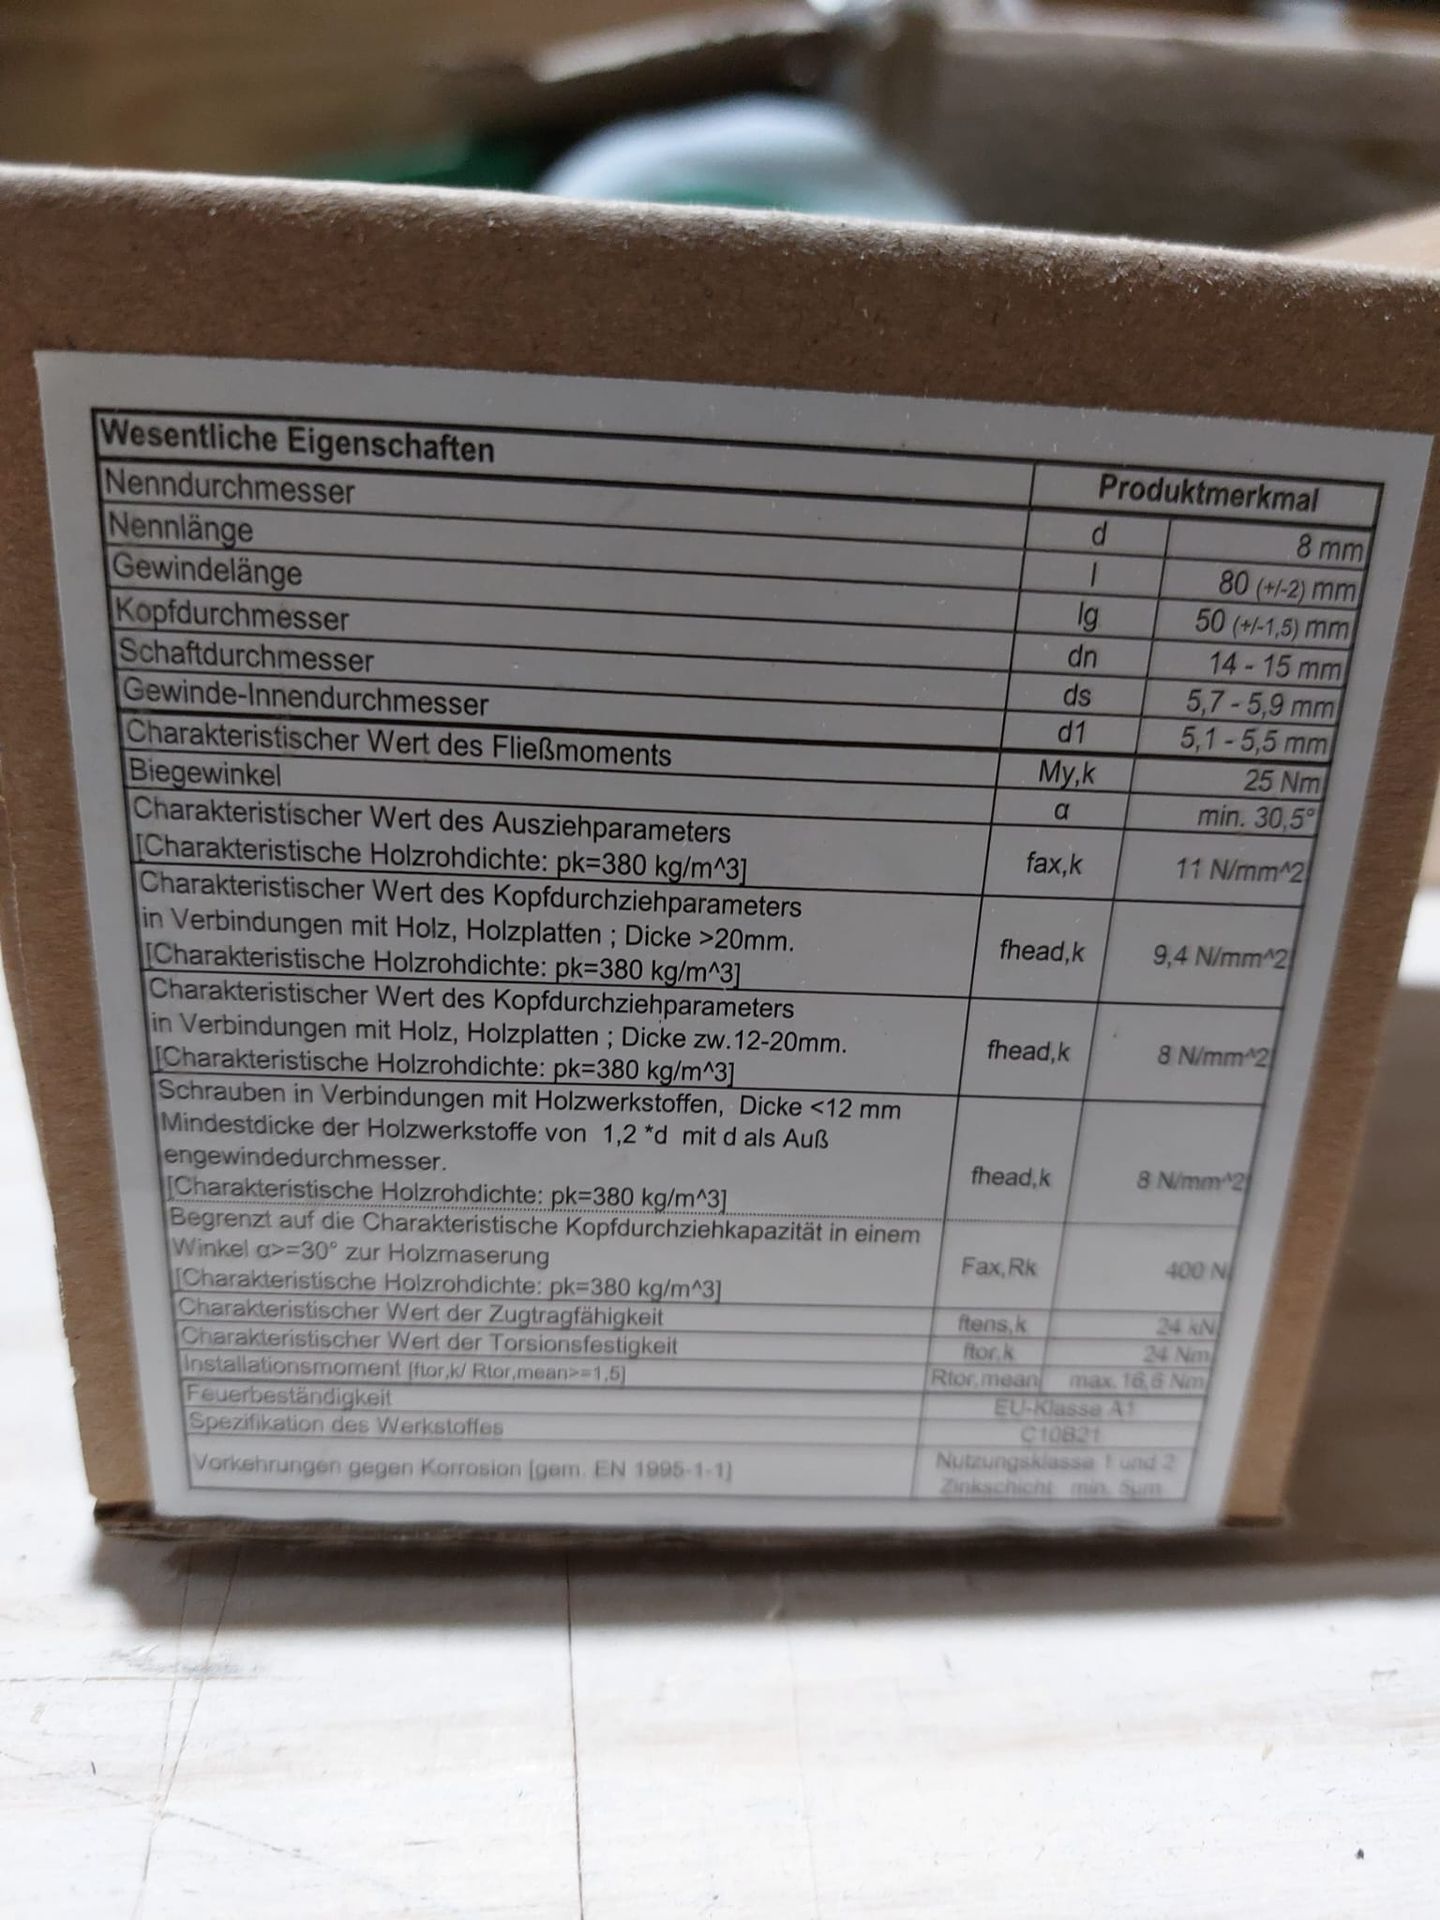 Wesentliche Eigenschaften Produktmerkmal
Nenndurchmesser d 8 mm
Nennlänge l 80 (+/-2) mm
Gewindelänge lg 50 (+/-1,5) mm
Kopfdurchmesser dn 14 - 15 mm
Schaftdurchmesser ds 5,7 - 5,9 mm
Gewinde-Innendurchmesser d1 5,1 - 5,5 mm
Charakteristischer Wert des Fließmoments My,k 25 Nm
Biegewinkel α min. 30,5°
Charakteristischer Wert des Ausziehparameters
[Charakteristische Holzrohdichte: pk=380 kg/m^3] fax,k 11 N/mm^2
Charakteristischer Wert des Kopfdurchziehparameters
in Verbindungen mit Holz, Holzplatten ; Dicke >20mm.
[Charakteristische Holzrohdichte: pk=380 kg/m^3] fhead,k 9,4 N/mm^2
Charakteristischer Wert des Kopfdurchziehparameters
in Verbindungen mit Holz, Holzplatten ; Dicke zw.12-20mm.
[Charakteristische Holzrohdichte: pk=380 kg/m^3] fhead,k 8 N/mm^2
Schrauben in Verbindungen mit Holzwerkstoffen, Dicke <12 mm
Mindestdicke der Holzwerkstoffe von 1,2 *d mit d als Auß
engewindedurchmesser.
[Charakteristische Holzrohdichte: pk=380 kg/m^3] fhead,k 8 N/mm^2
Begrenzt auf die Charakteristische Kopfdurchziehkapazität in einem
Winkel α>=30° zur Holzmaserung
[Charakteristische Holzrohdichte: pk=380 kg/m^3] Fax,Rk 400 N
Charakteristischer Wert der Zugtragfähigkeit ftens,k 24 kN
Charakteristischer Wert der Torsionsfestigkeit ftor,k 24 Nm
Installationsmoment [ftor,k/ Rtor,mean>=1,5] Rtor,mean max. 16,6 Nm
Feuerbeständigkeit EU-Klasse A1
Spezifikation des Werkstoffes C10B21
Vorkehrungen gegen Korrosion [gem. EN 1995-1-1] Nutzungsklasse 1 und 2
Zinkschicht min. 5um